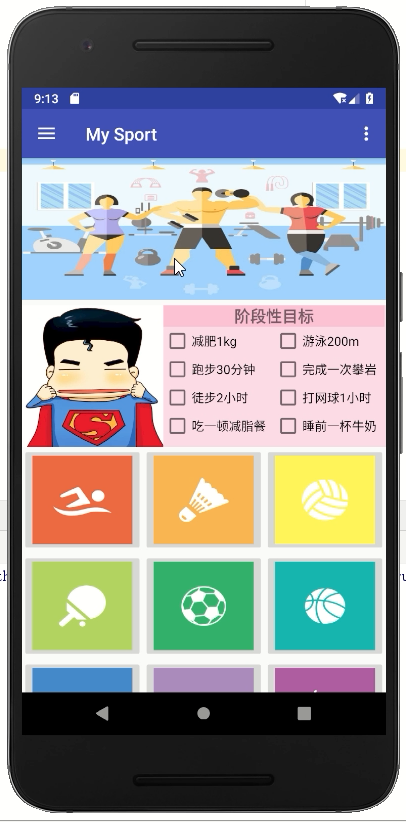 9:13
My Sport
阶段性目标
减肥1kg 游泳200m
跑步30分钟 完成一次攀岩
徒步2小时 打网球1小时
吃一顿减脂餐 睡前一杯牛奶